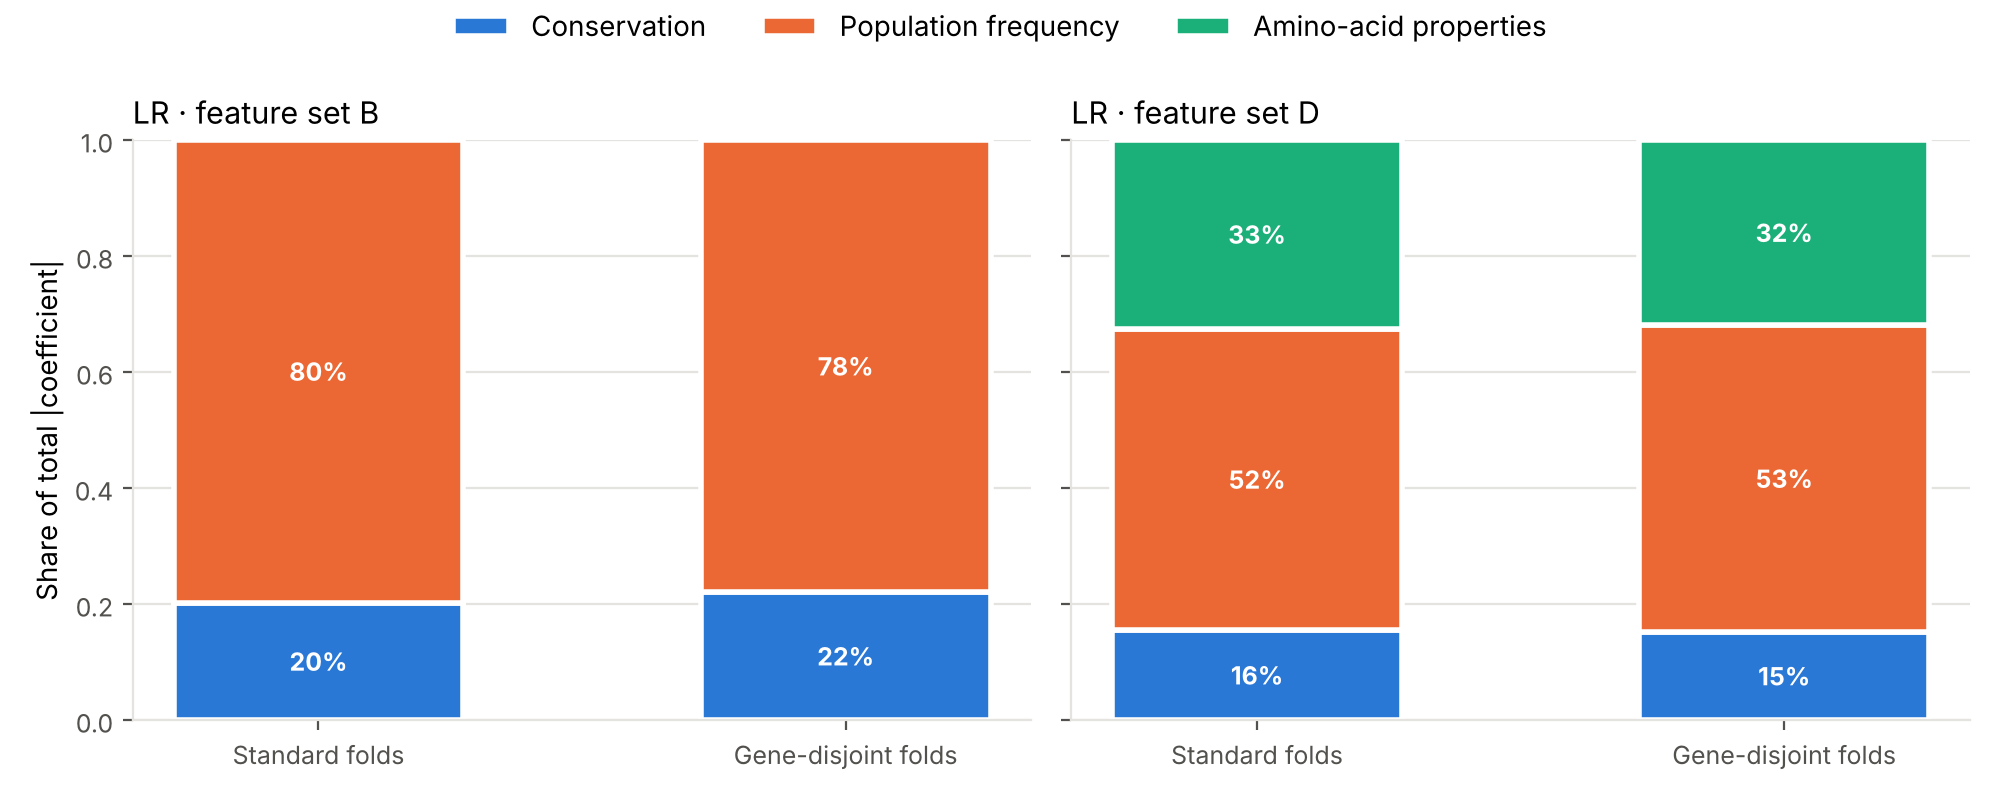 Conservation Population frequency Amino-acid properties
LR · feature set B
LR · feature set D
Share of total |coefficient|
1.0
0.8
0.6
0.4
0.2
0.0
80%
20%
78%
22%
33%
52%
16%
32%
53%
15%
Standard folds
Gene-disjoint folds
Standard folds
Gene-disjoint folds